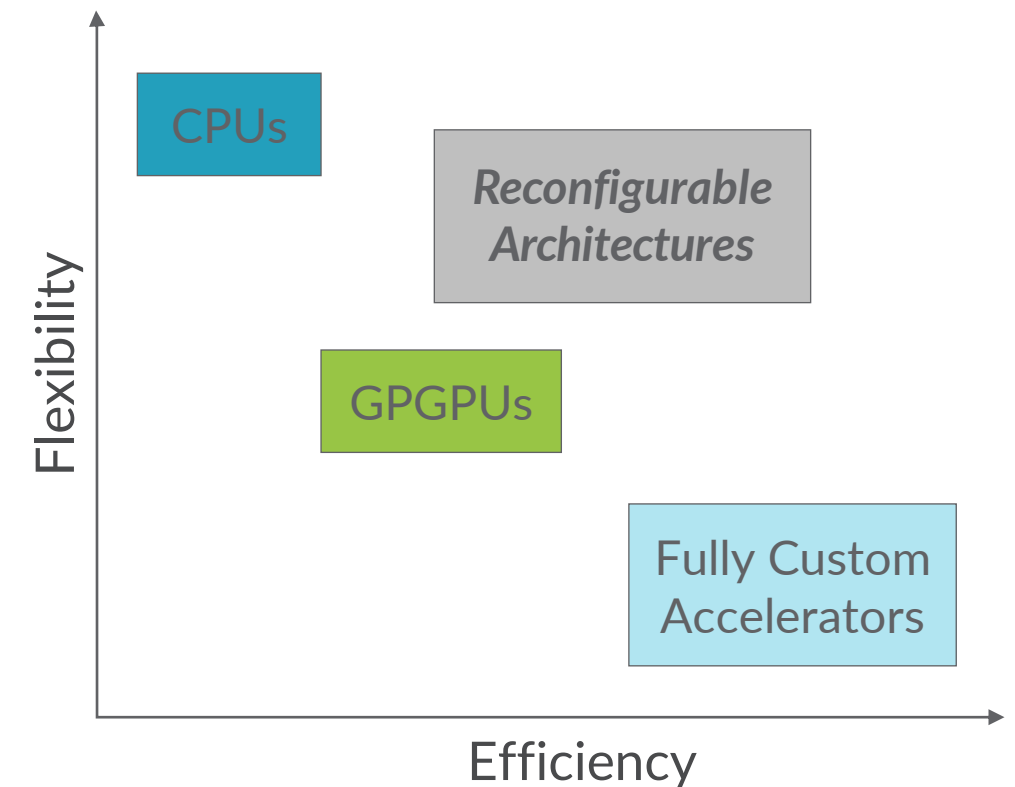 CPUs
Reconfigurable
Architectures
Flexibility
GPGPUs
Fully Custom
Accelerators
Efficiency